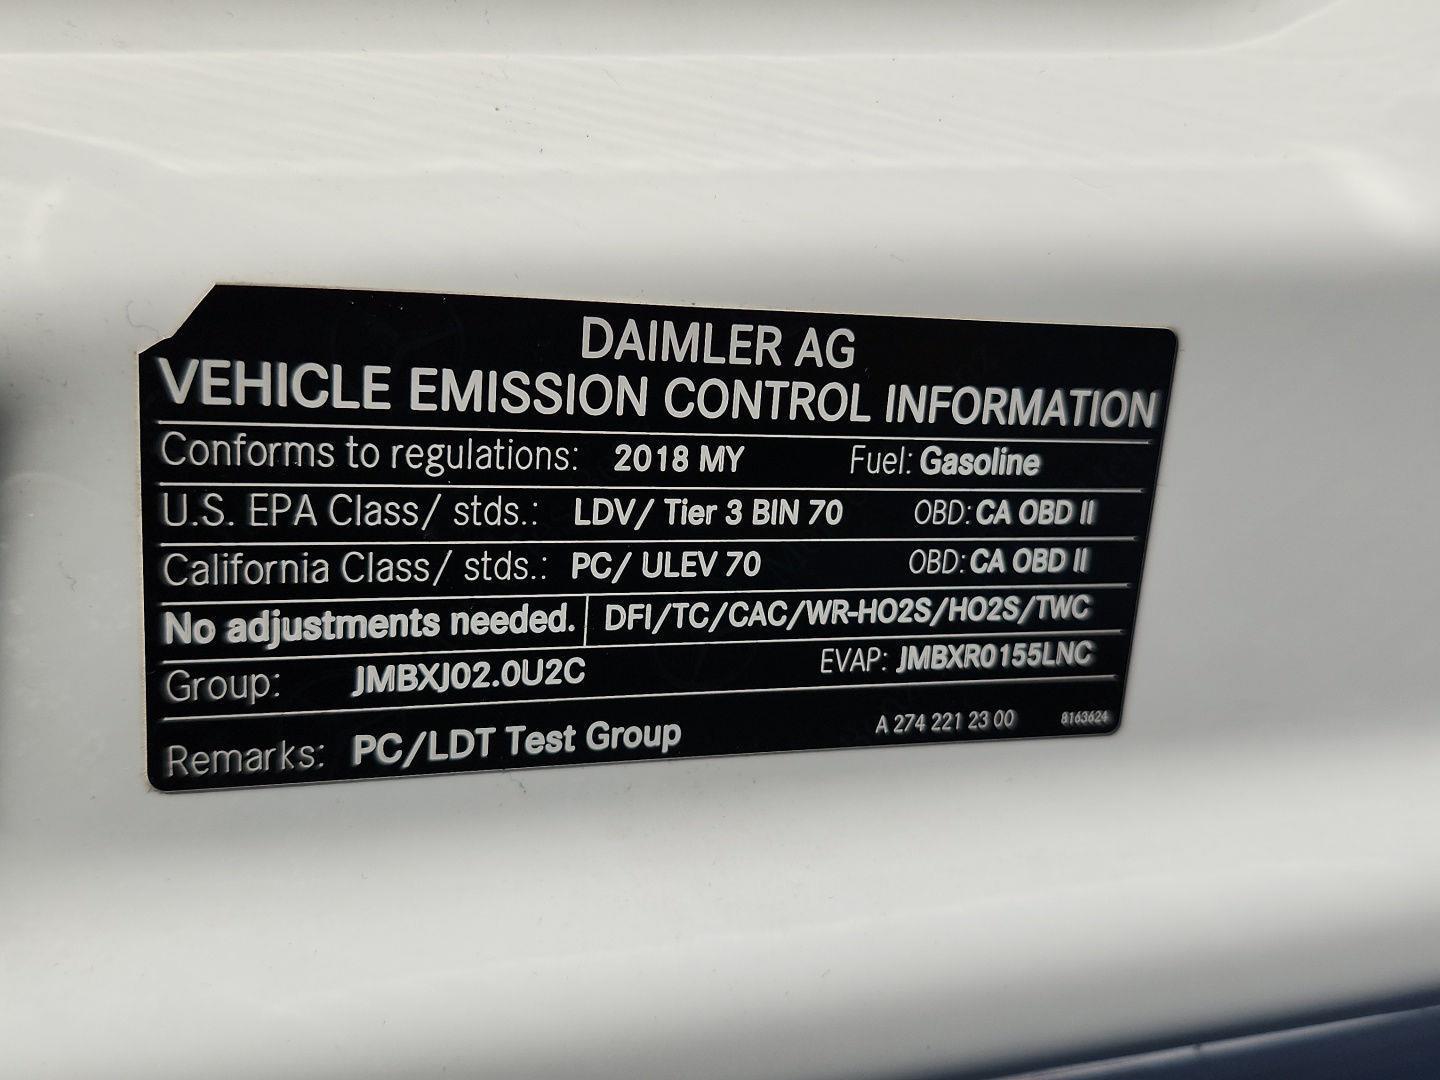 DAIMLER AG
VEHICLE EMISSION CONTROL INFORMATION
Conforms to regulations: 2018 MY Fuel: Gasoline
U.S. EPA Class/ stds.: LDV/ Tier 3 BIN 70 OBD: CA OBD II
California Class/ stds.: PC/ ULEV 70 OBD: CA OBD II
No adjustments needed. DFI/TC/CAC/WR-HO2S/HO2S/TWC
Group: JMBXJ02.0U2C EVAP: JMBXR0155LNC
Remarks: PC/LDT Test Group A 274 221 23 00 8163624